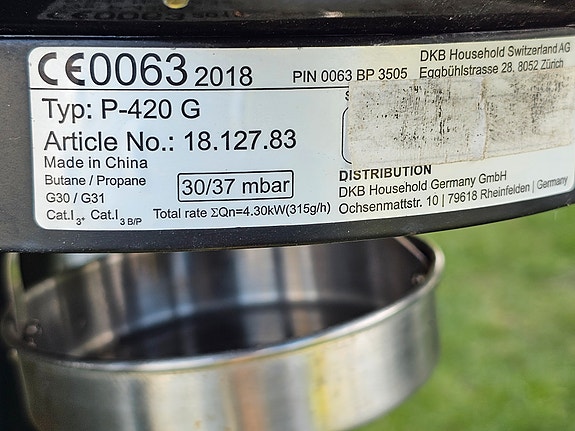 CE0063 2018 PIN 0063 BP 3505
DKB Household Switzerland AG
Eggbühlstrasse 28, 8052 Zürich
Typ: P-420 G
Article No.: 18.127.83
Made in China
Butane / Propane
G30 / G31
Cat.I 3+ Cat.I 3 B/P
30/37 mbar
Total rate ΣQn=4.30kW(315g/h)
DISTRIBUTION
DKB Household Germany GmbH
Ochsenmattstr. 10 | 79618 Rheinfelden | Germany